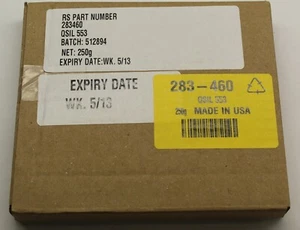 RS PART NUMBER
283460
QSIL 553
BATCH: 512894
NET: 250g
EXPIRY DATE:WK. 5/13
EXPIRY DATE
WK. 5/13
283-460
QSIL 553
250g MADE IN USA